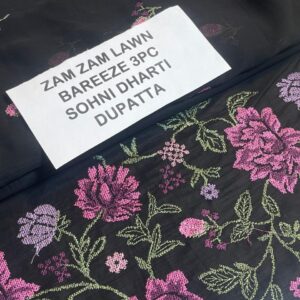 ZAM ZAM LAWN
BAREEZE 3PC
SOHNI DHARTI
DUPATTA